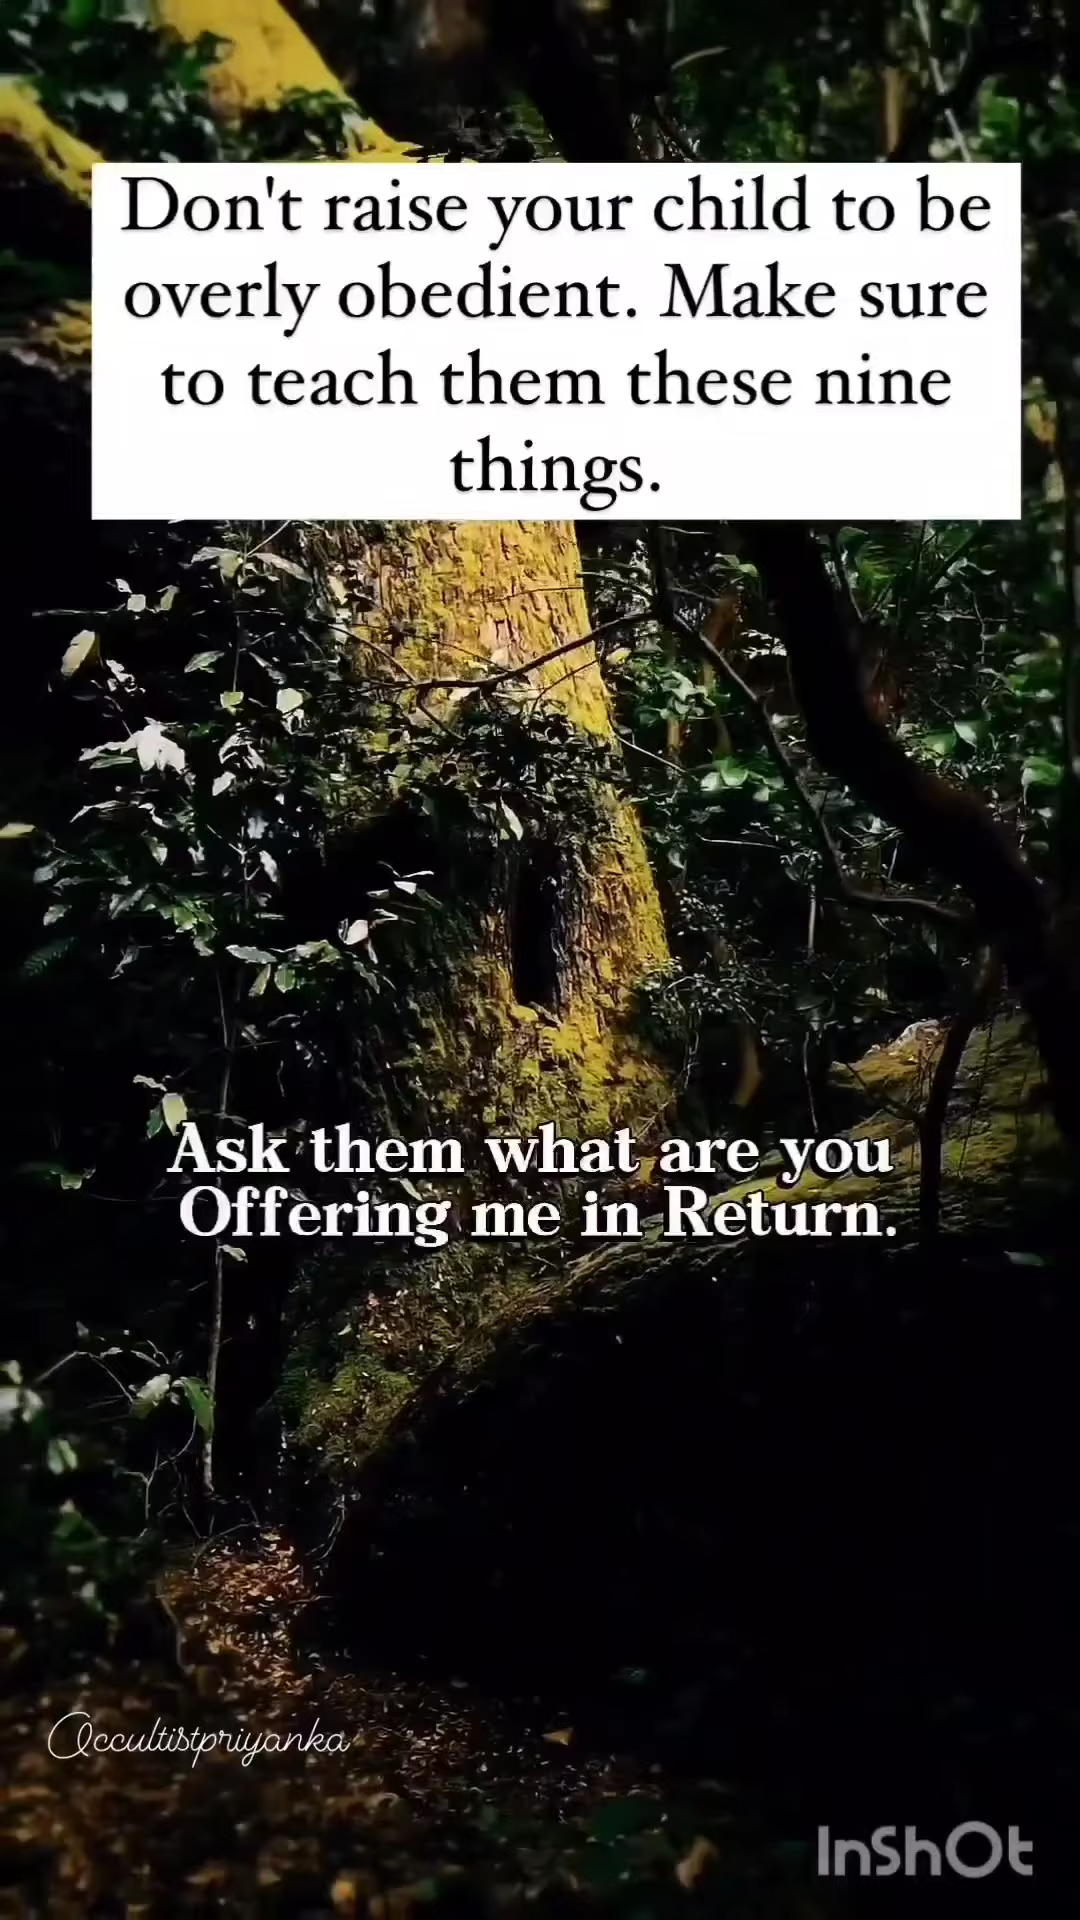 Don't raise your child to be
overly obedient. Make sure
to teach them these nine
things.
Ask them what are you
Offering me in Return.
Occultistpriyanka
InShOt